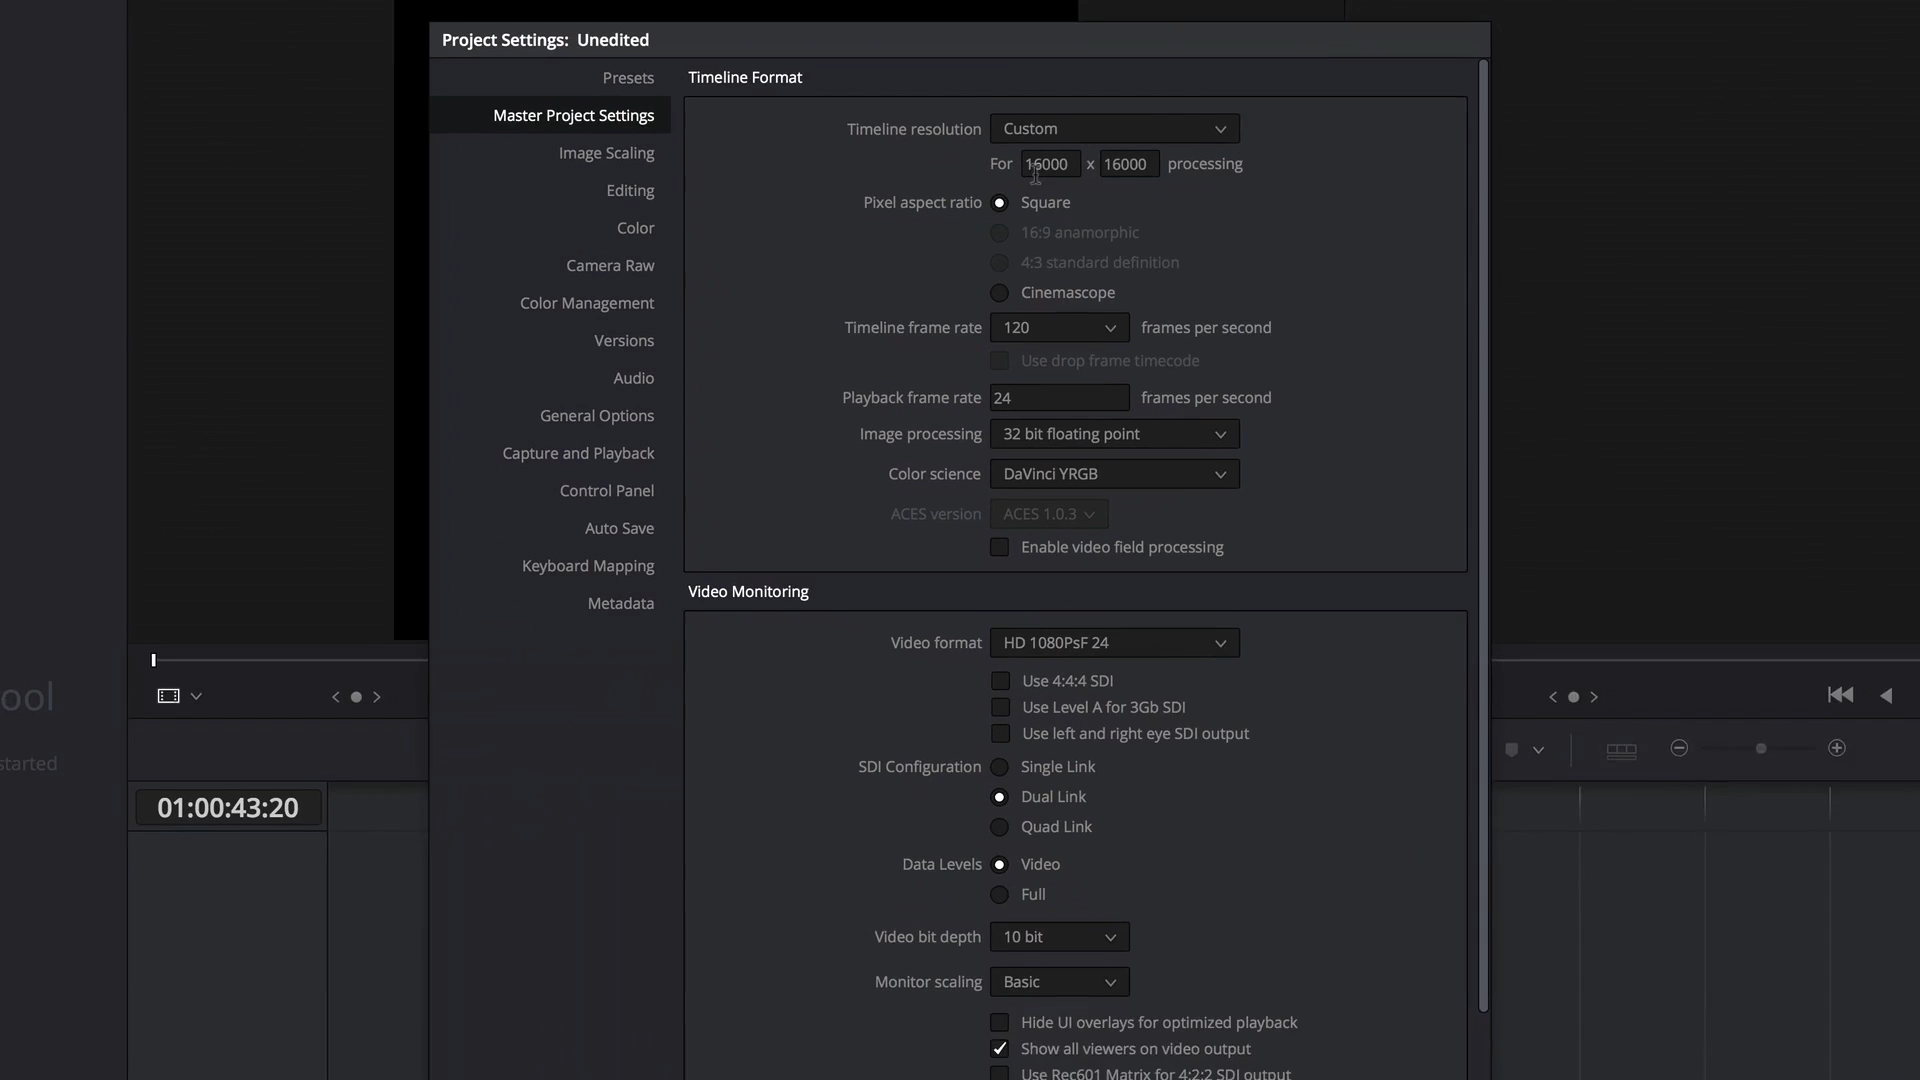 Project Settings: Unedited
Presets
Master Project Settings
Image Scaling
Editing
Color
Camera Raw
Color Management
Versions
Audio
General Options
Capture and Playback
Control Panel
Auto Save
Keyboard Mapping
Metadata
Timeline Format
Timeline resolution Custom
For 16000 x 16000 processing
Pixel aspect ratio Square
16:9 anamorphic
4:3 standard definition
Cinemascope
Timeline frame rate 120 frames per second
Use drop frame timecode
Playback frame rate 24 frames per second
Image processing 32 bit floating point
Color science DaVinci YRGB
ACES version ACES 1.0.3
Enable video field processing
Video Monitoring
Video format HD 1080PsF 24
Use 4:4:4 SDI
Use Level A for 3Gb SDI
Use left and right eye SDI output
SDI Configuration Single Link
Dual Link
Quad Link
Data Levels Video
Full
Video bit depth 10 bit
Monitor scaling Basic
Hide UI overlays for optimized playback
Show all viewers on video output
Use Rec601 Matrix for 4:2:2 SDI output
ool
started
01:00:43:20